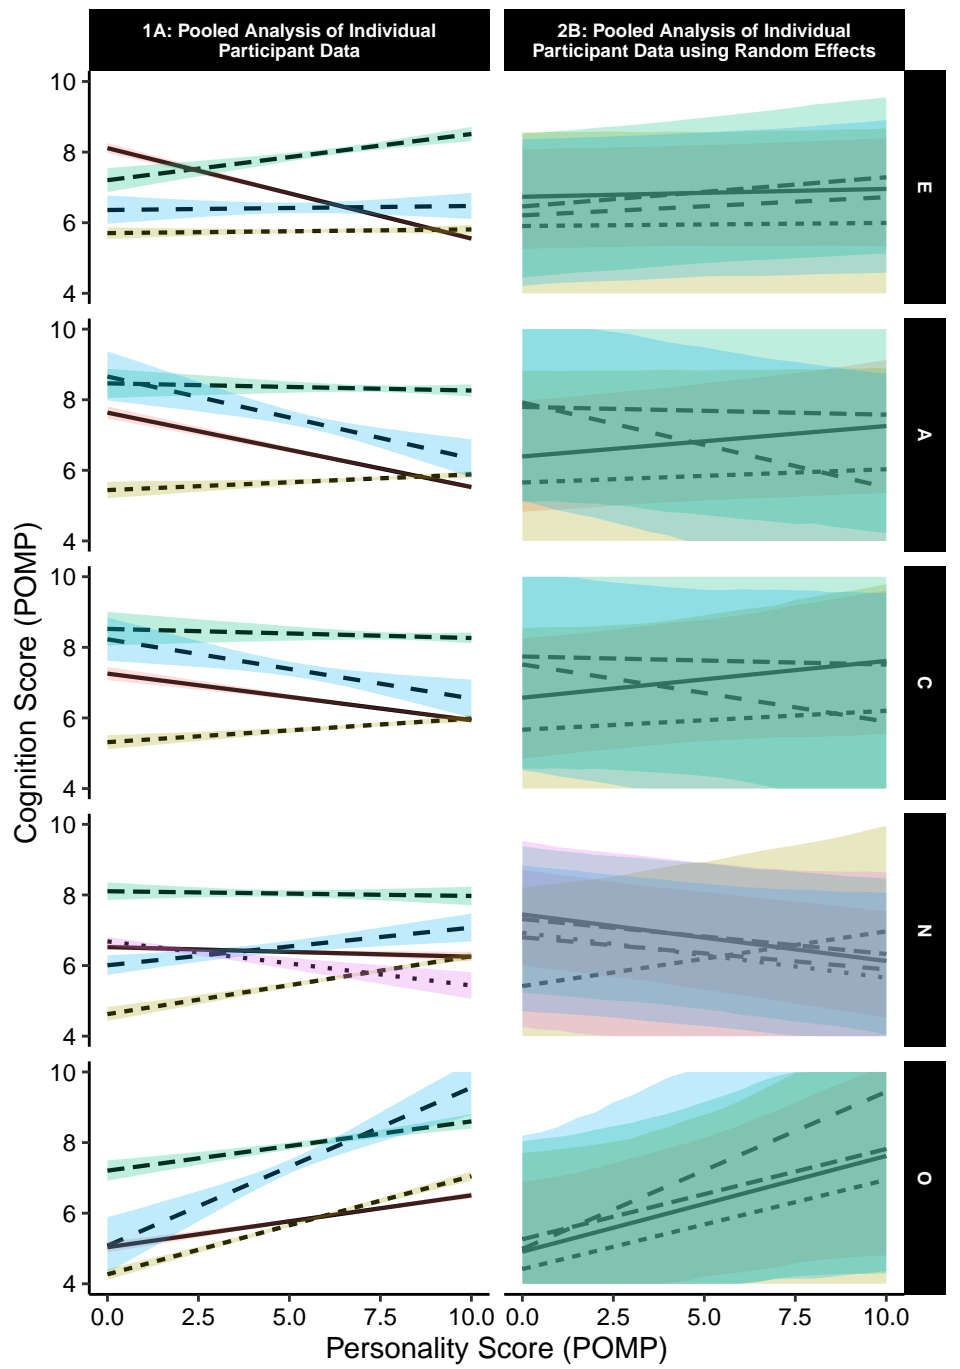 1A: Pooled Analysis of Individual
Participant Data
2B: Pooled Analysis of Individual
Participant Data using Random Effects
Cognition Score (POMP)
10
8
6
4
E
10
8
6
4
A
10
8
6
4
C
10
8
6
4
N
10
8
6
4
O
0.0 2.5 5.0 7.5 10.0 0.0 2.5 5.0 7.5 10.0
Personality Score (POMP)